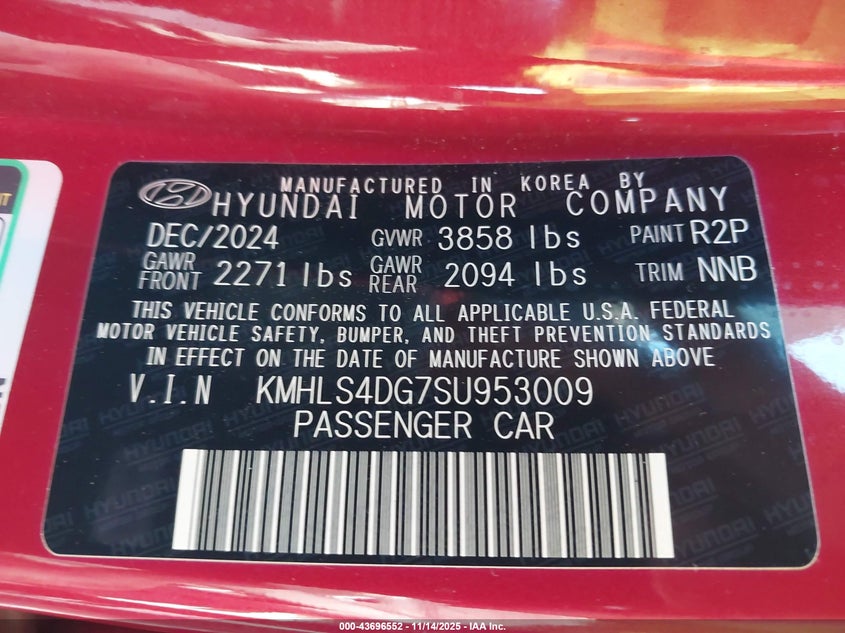 MANUFACTURED IN KOREA BY
HYUNDAI MOTOR COMPANY
DEC/2024 GVWR 3858 lbs PAINT R2P
GAWR FRONT 2271 lbs GAWR REAR 2094 lbs TRIM NNB
THIS VEHICLE CONFORMS TO ALL APPLICABLE U.S.A. FEDERAL
MOTOR VEHICLE SAFETY, BUMPER, AND THEFT PREVENTION STANDARDS
IN EFFECT ON THE DATE OF MANUFACTURE SHOWN ABOVE
V.I.N KMHLS4DG7SU953009
PASSENGER CAR
000-43696552 - 11/14/2025 - IAA Inc.